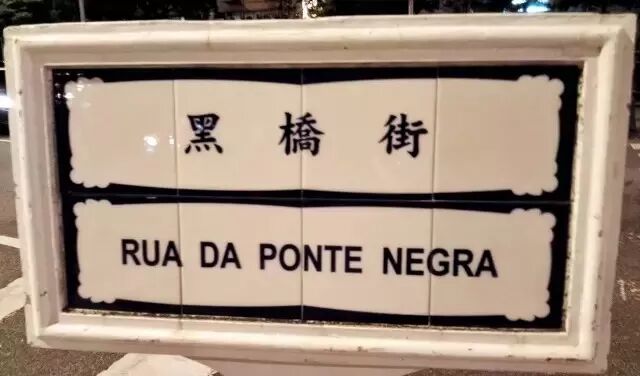 黑橋街
RUA DA PONTE NEGRA